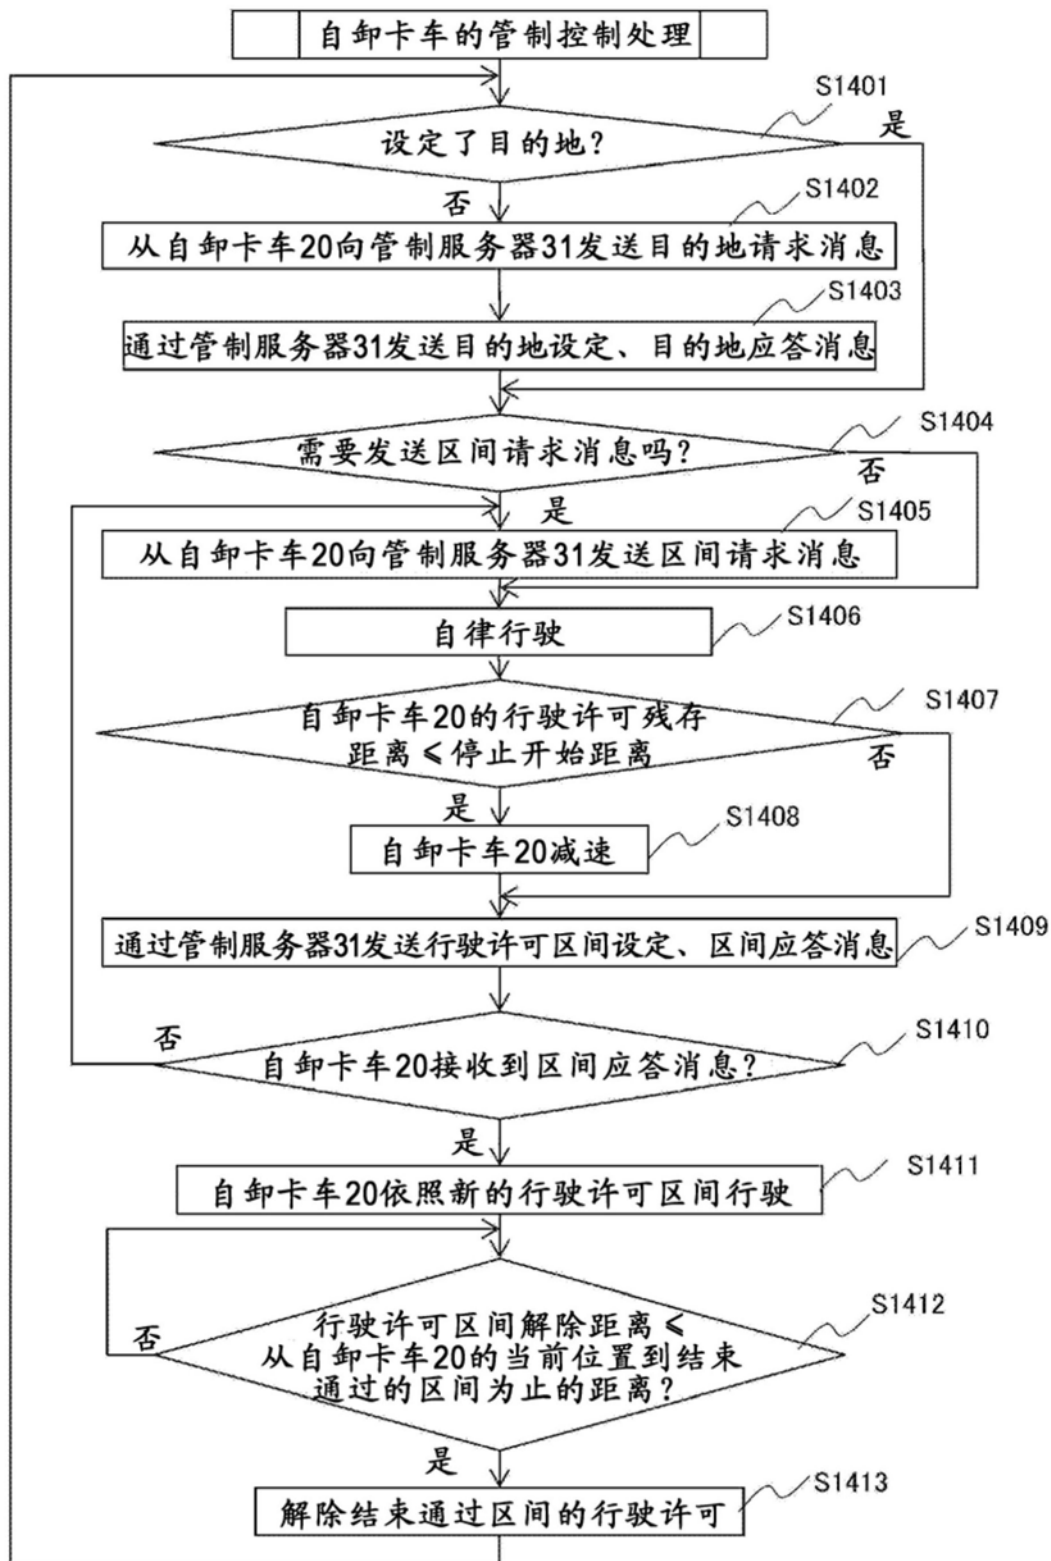 自卸卡车的管制控制处理
S1401
设定了目的地?
是
否
S1402
从自卸卡车20向管制服务器31发送目的地请求消息
S1403
通过管制服务器31发送目的地设定、目的地应答消息
S1404
需要发送区间请求消息吗?
否
是
S1405
从自卸卡车20向管制服务器31发送区间请求消息
S1406
自律行驶
S1407
自卸卡车20的行驶许可残存
距离≤停止开始距离
否
是
S1408
自卸卡车20减速
S1409
通过管制服务器31发送行驶许可区间设定、区间应答消息
S1410
否
自卸卡车20接收到区间应答消息?
是
S1411
自卸卡车20依照新的行驶许可区间行驶
S1412
行驶许可区间解除距离≤
否
从自卸卡车20的当前位置到结束
通过的区间为止的距离?
是
S1413
解除结束通过区间的行驶许可